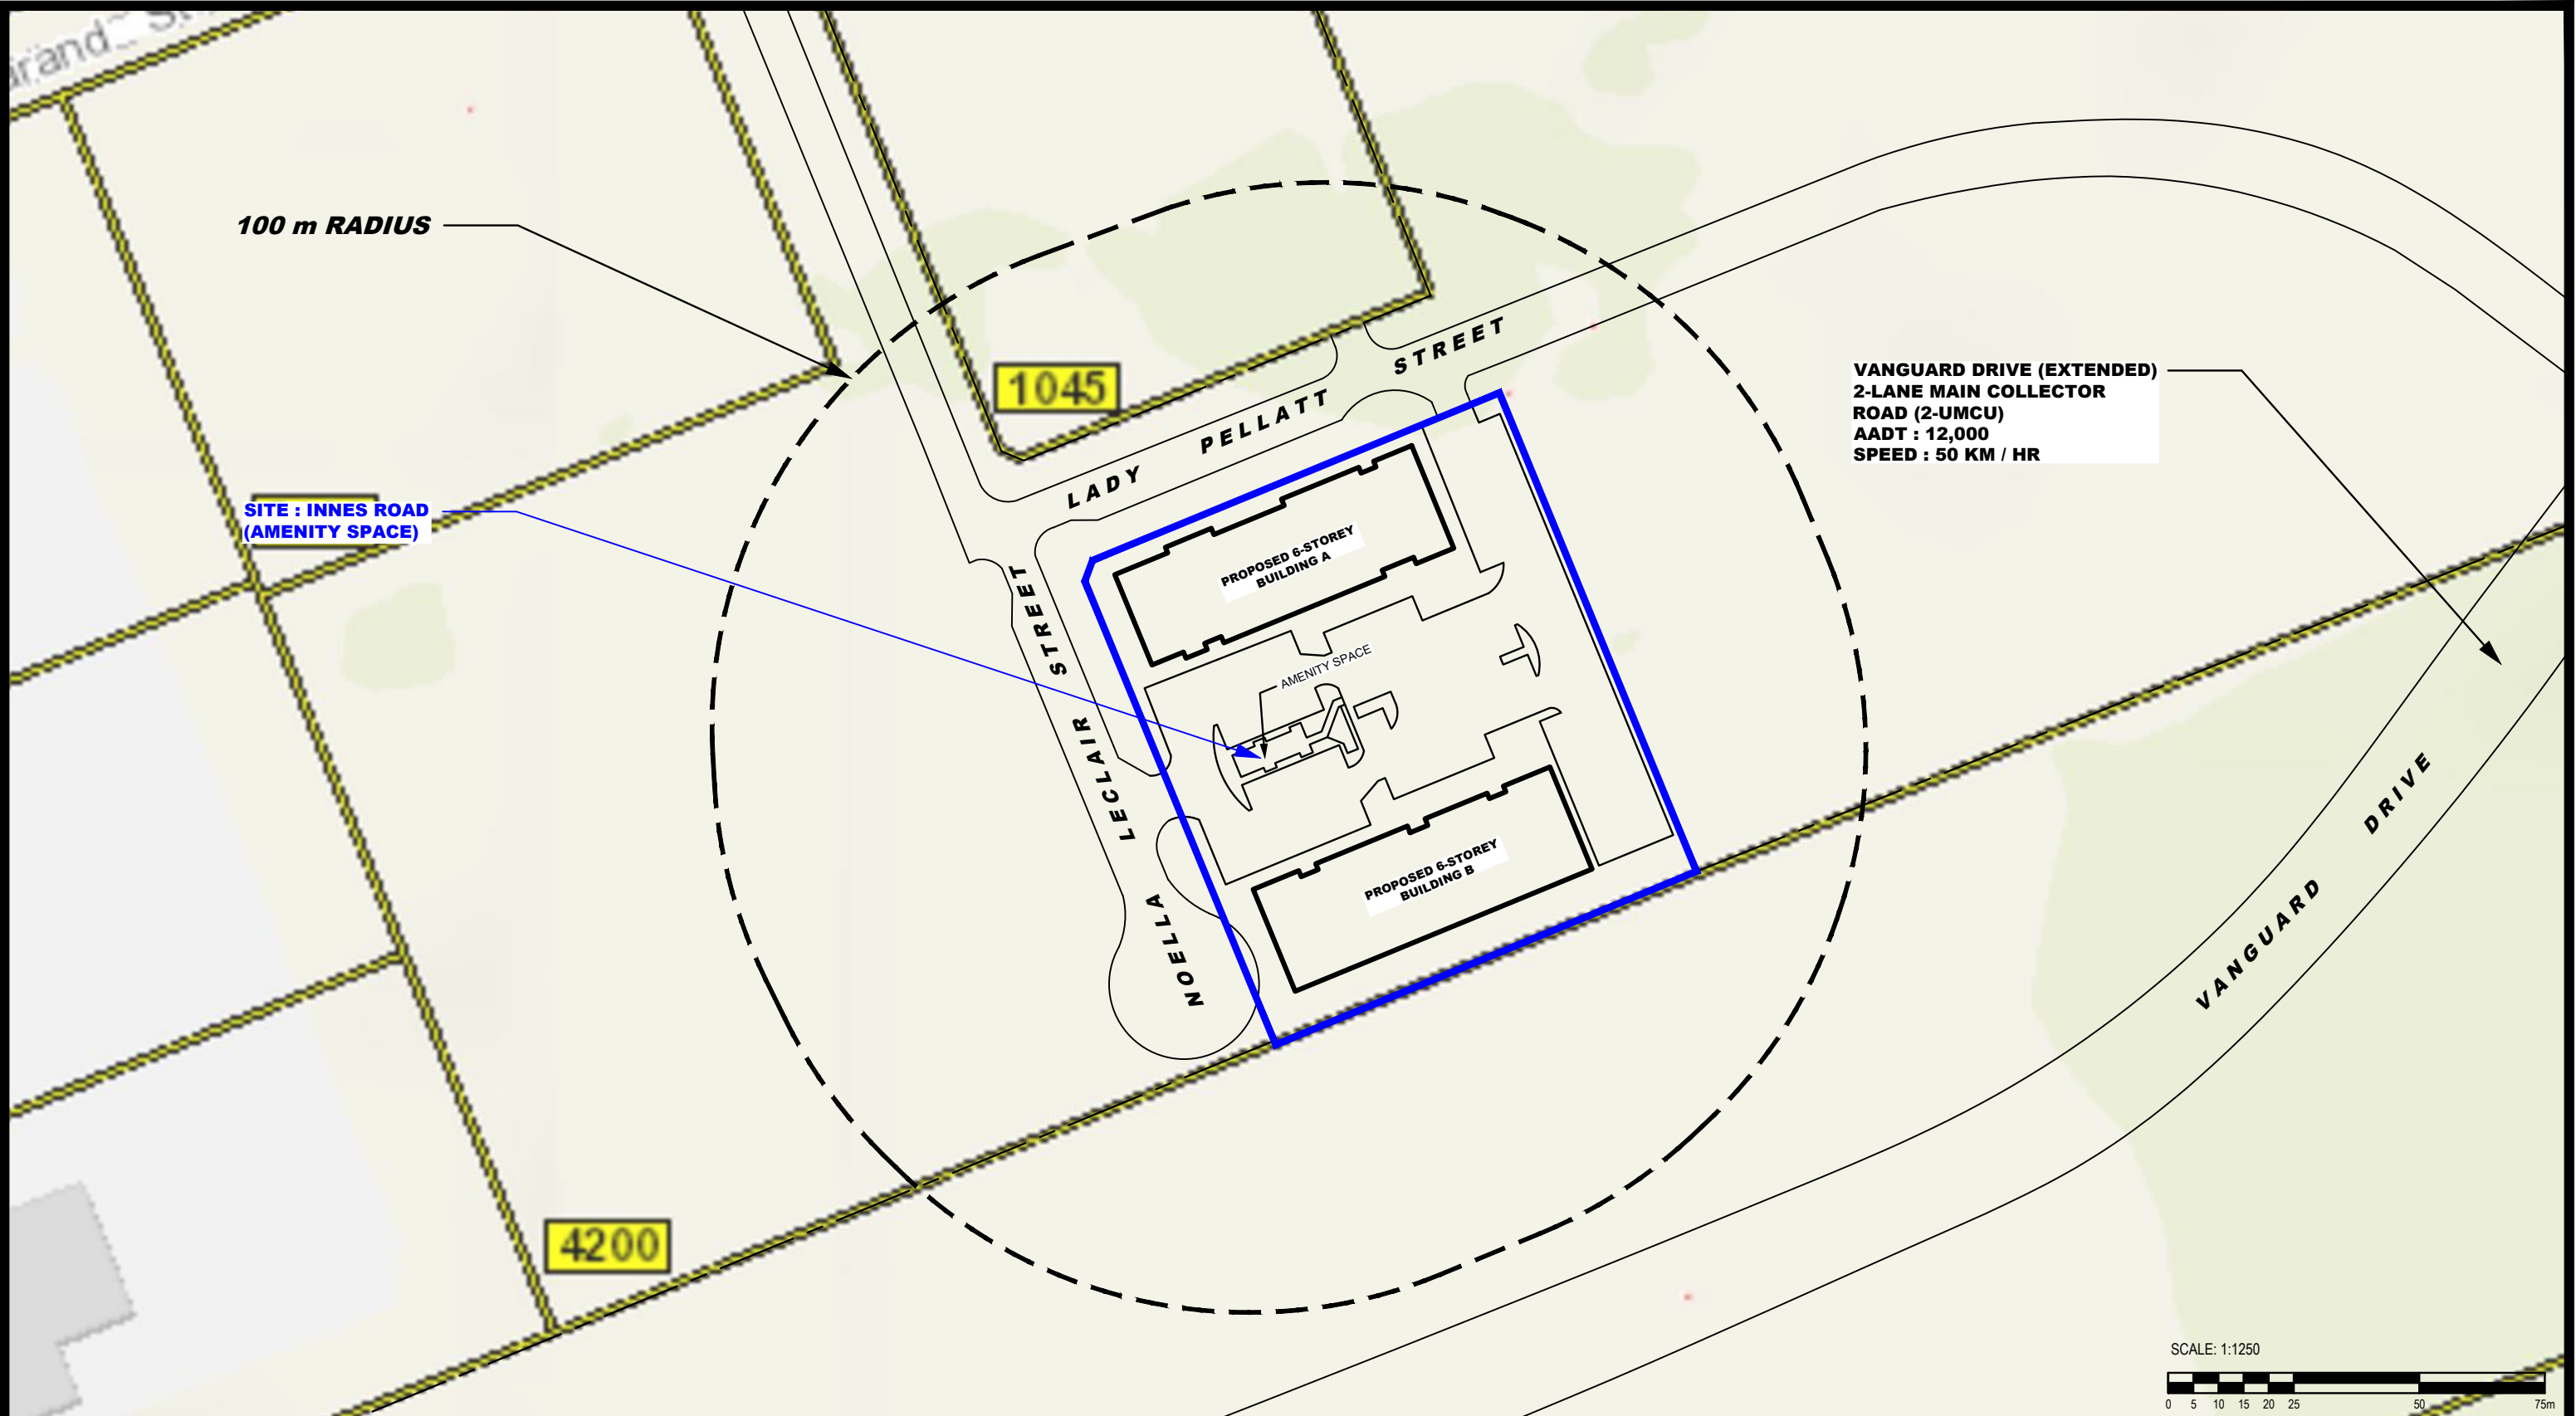 100 m RADIUS
1045
LADY PELLATT STREET
VANGUARD DRIVE (EXTENDED)
2-LANE MAIN COLLECTOR
ROAD (2-UMCU)
AADT : 12,000
SPEED : 50 KM / HR
SITE : INNES ROAD
(AMENITY SPACE)
PROPOSED 6-STOREY
BUILDING A
NOELLA LECLAIR STREET
AMENITY SPACE
PROPOSED 6-STOREY
BUILDING B
VANGUARD DRIVE
4200
SCALE: 1:1250
0 5 10 15 20 25 50 75m